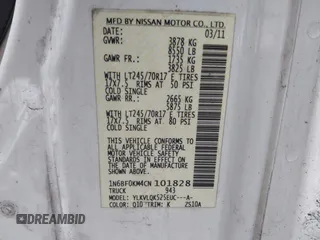 MFD BY NISSAN MOTOR CO., LTD.
DATE: 03/11
GVWR: 3878 KG
8550 LB
GAWR FR: 1735 KG
3825 LB
WITH LT245/70R17 E TIRES
17X7.5 RIMS AT 50 PSI
COLD SINGLE
GAWR RR: 2665 KG
5875 LB
WITH LT245/70R17 E TIRES
17X7.5 RIMS AT 80 PSI
COLD SINGLE
THIS VEHICLE CONFORMS TO ALL APPLICABLE
FEDERAL MOTOR VEHICLE SAFETY STANDARDS IN
EFFECT ON THE DATE OF MANUFACTURE SHOWN ABOVE.
1N6BF0KM4CN 101828
TRUCK 943
MODEL: YLKVLQK525EUC---A-
COLOR: Q10 TRIM: K ZS10A